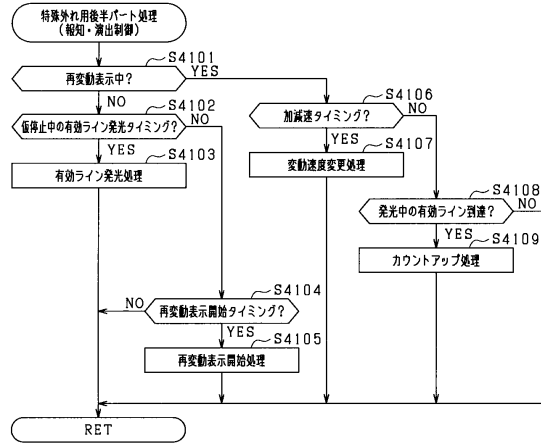 特殊外れ用後半パート処理
(報知・演出制御)
S4101
再変動表示中?
YES
NO
S4102
仮停止中の有効ライン発光タイミング?
NO
YES
S4103
有効ライン発光処理
S4106
加減速タイミング?
NO
YES
S4107
変動速度変更処理
S4108
発光中の有効ライン到達?
NO
YES
S4109
カウントアップ処理
S4104
NO
再変動表示開始タイミング?
YES
S4105
再変動表示開始処理
RET